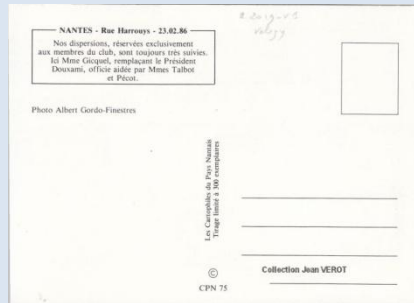 NANTES - Rue Harrouys - 23.02.86
Nos dispersions, réservées exclusivement
aux membres du club, sont toujours très suivies.
Ici Mme Gicquel, remplaçant le Président
Douxami, officie aidée par Mmes Talbot
et Pécot.
Photo Albert Gordo-Finestres
Les Cartophiles du Pays Nantais
Tirage limité à 300 exemplaires
©
CPN 75
Collection Jean VEROT